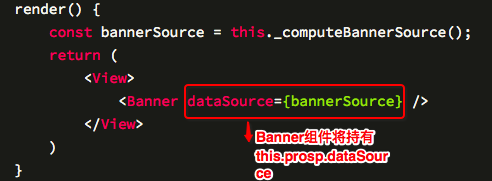 render() {
const bannerSource = this._computeBannerSource();
return (
<View>
<Banner dataSource={bannerSource} />
</View>
)
}
Banner组件将持有
this.prosp.dataSour
ce